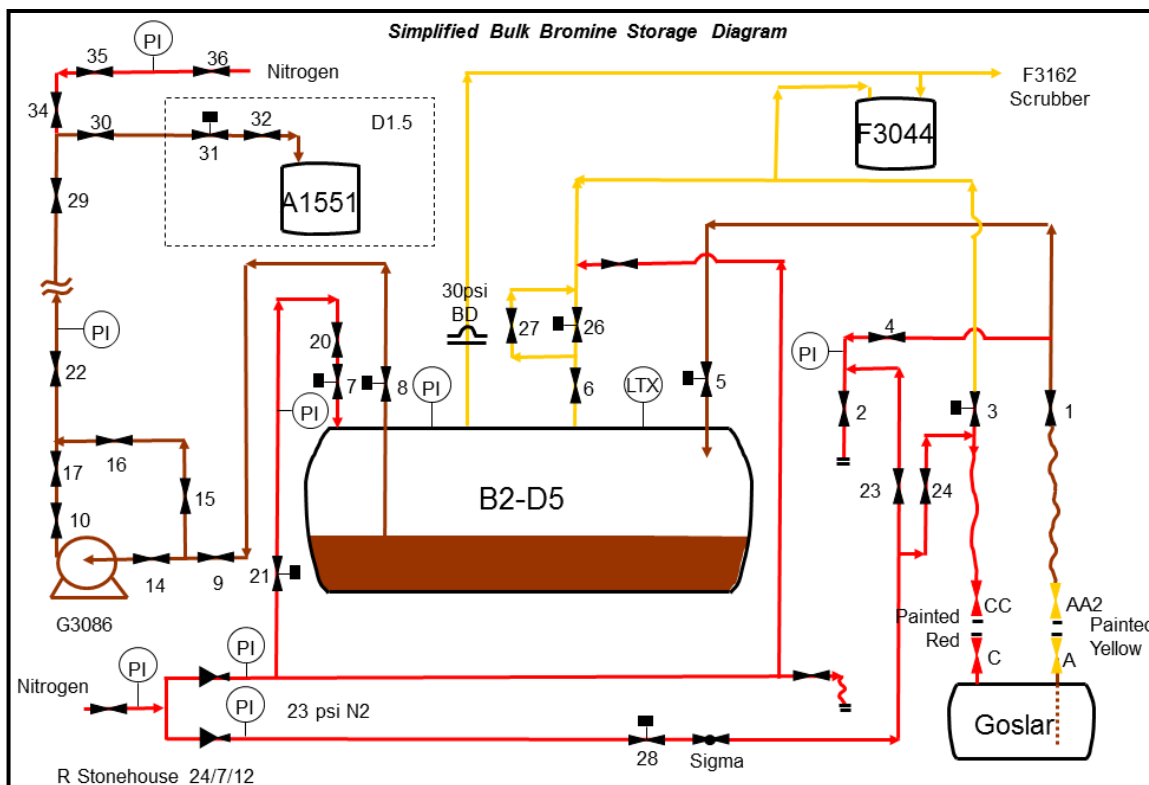 Simplified Bulk Bromine Storage Diagram
35
PI
36
Nitrogen
34
30
31
32
D1.5
A1551
29
F3044
F3162
Scrubber
30psi
BD
PI
22
20
7
8
PI
PI
27
26
6
LTX
5
PI
4
2
3
1
17
16
15
10
14
9
21
B2-D5
23
24
G3086
CC
AA2
Painted
Red
Painted
Yellow
C
A
Nitrogen
PI
PI
PI
23 psi N2
28
Sigma
Goslar
R Stonehouse 24/7/12